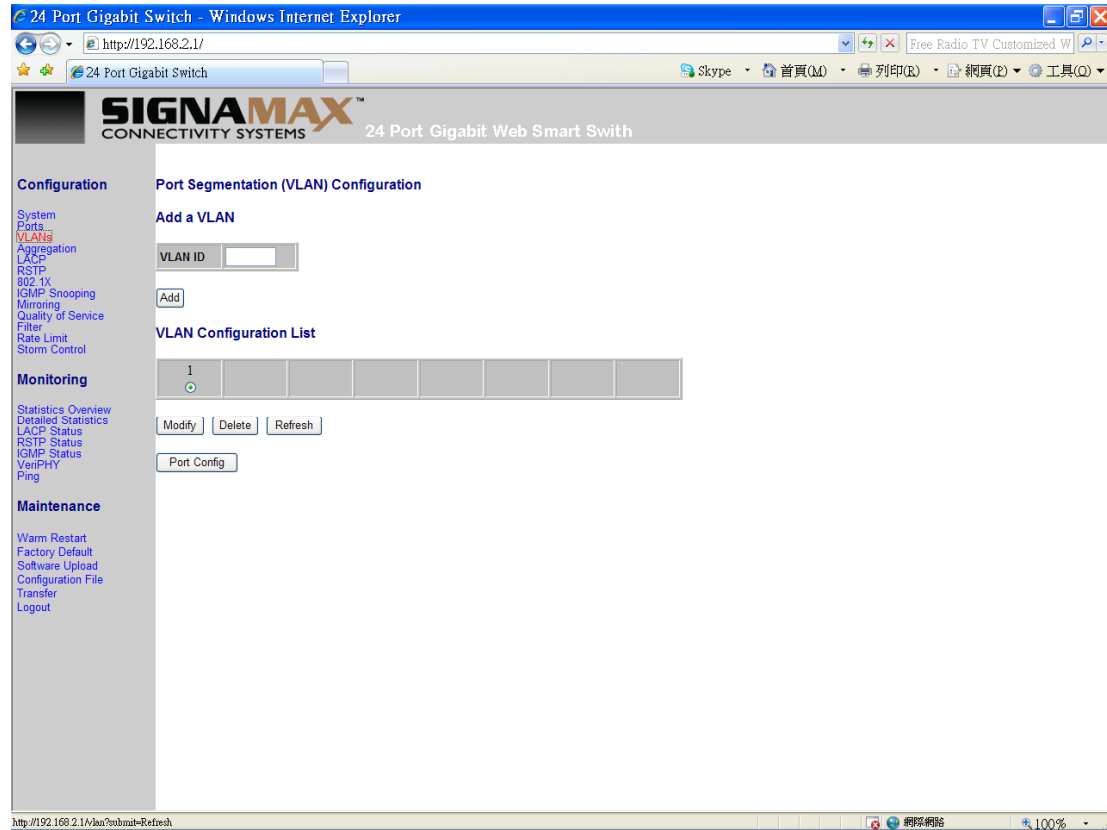 24 Port Gigabit Switch - Windows Internet Explorer
http://192.168.2.1/
Free Radio TV Customized W
24 Port Gigabit Switch
Skype
首頁(M)
列印(R)
網頁(P)
工具(O)
SIGNAMAX™
CONNECTIVITY SYSTEMS
24 Port Gigabit Web Smart Swith
Configuration
System
Ports
VLANs
Aggregation
LACP
RSTP
802.1X
IGMP Snooping
Mirroring
Quality of Service
Filter
Rate Limit
Storm Control
Monitoring
Statistics Overview
Detailed Statistics
LACP Status
RSTP Status
IGMP Status
VeriPHY
Ping
Maintenance
Warm Restart
Factory Default
Software Upload
Configuration File
Transfer
Logout
Port Segmentation (VLAN) Configuration
Add a VLAN
VLAN ID
Add
VLAN Configuration List
1
Modify Delete Refresh
Port Config
http://192.168.2.1/vlan?submit=Refresh
網際網路
100%